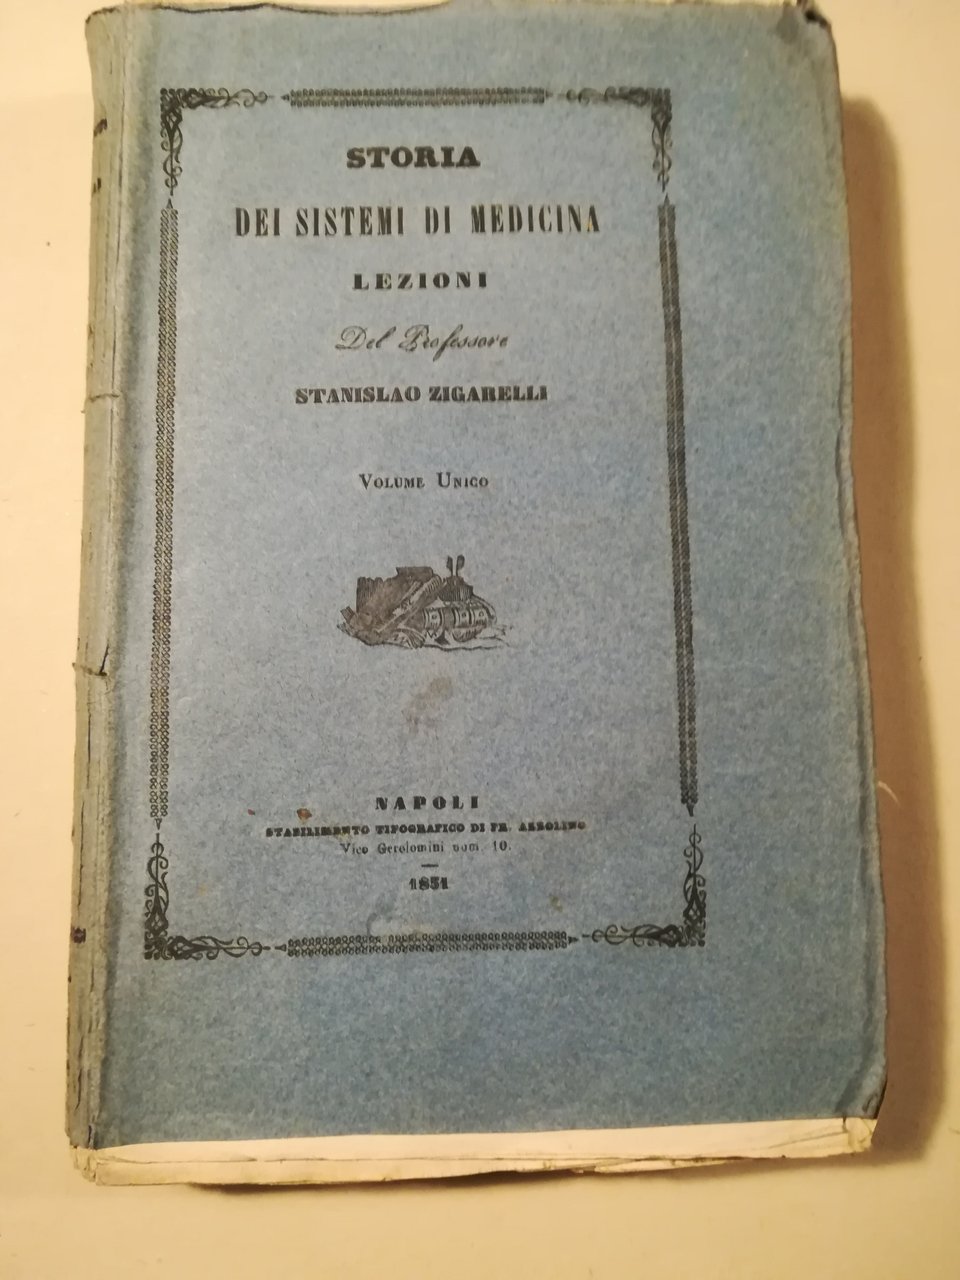 STORIA
DEI SISTEMI DI MEDICINA
LEZIONI
Del Professore
STANISLAO ZIGARELLI
VOLUME UNICO
NAPOLI
STABILIMENTO TIPOGRAFICO DI FR. AZZOLINO
Vico Gerolomini num 10.
1851